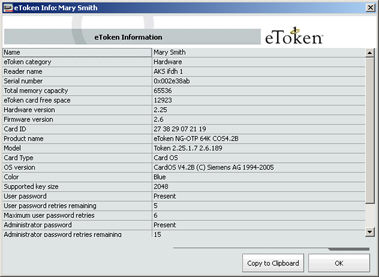 eToken Info: Mary Smith
eToken Information
eToken
Name Mary Smith
eToken category Hardware
Reader name AKS ifdh 1
Serial number 0x002e38ab
Total memory capacity 65536
eToken card free space 12923
Hardware version 2.25
Firmware version 2.6
Card ID 27 38 29 07 21 19
Product name eToken NG-OTP 64K COS4.2B
Model Token 2.25.1.7 2.6.189
Card Type Card OS
OS version CardOS V4.2B (C) Siemens AG 1994-2005
Color Blue
Supported key size 2048
User password Present
User password retries remaining 5
Maximum user password retries 6
Administrator password Present
Administrator password retries remaining 15
Copy to Clipboard OK